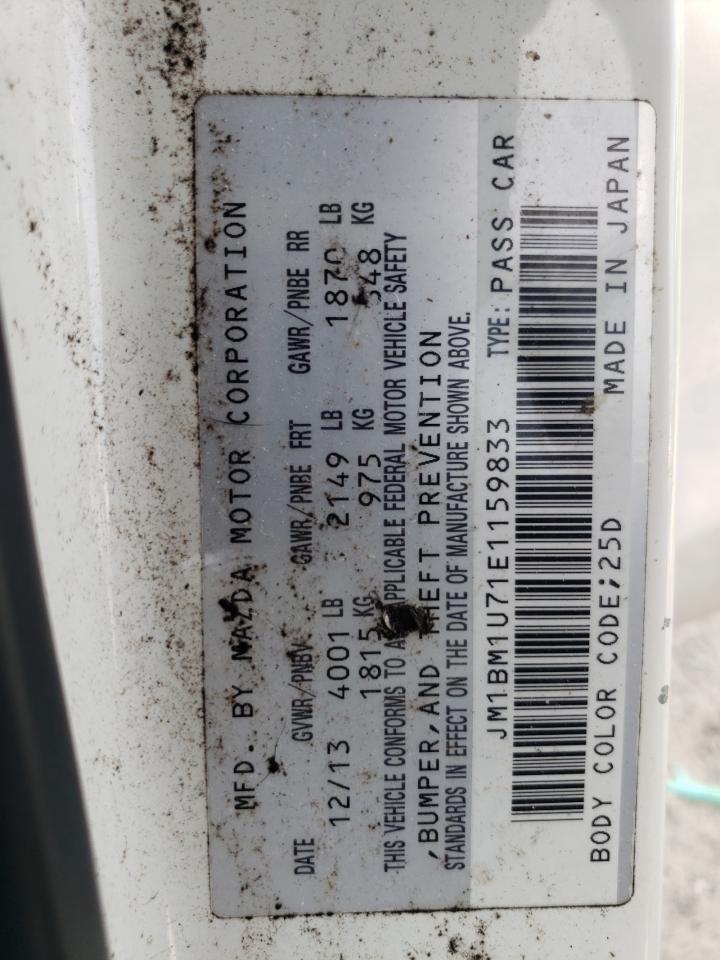 MFD. BY MAZDA MOTOR CORPORATION
DATE GVWR/PNBV GAWR/PNBE FRT GAWR/PNBE RR
12/13 4001 LB 2149 LB 1870 LB
1815 KG 975 KG 848 KG
THIS VEHICLE CONFORMS TO ALL APPLICABLE FEDERAL MOTOR VEHICLE SAFETY
,BUMPER,AND THEFT PREVENTION
STANDARDS IN EFFECT ON THE DATE OF MANUFACTURE SHOWN ABOVE.
JM1BM1U71E1159833 TYPE: PASS CAR
BODY COLOR CODE;25D MADE IN JAPAN